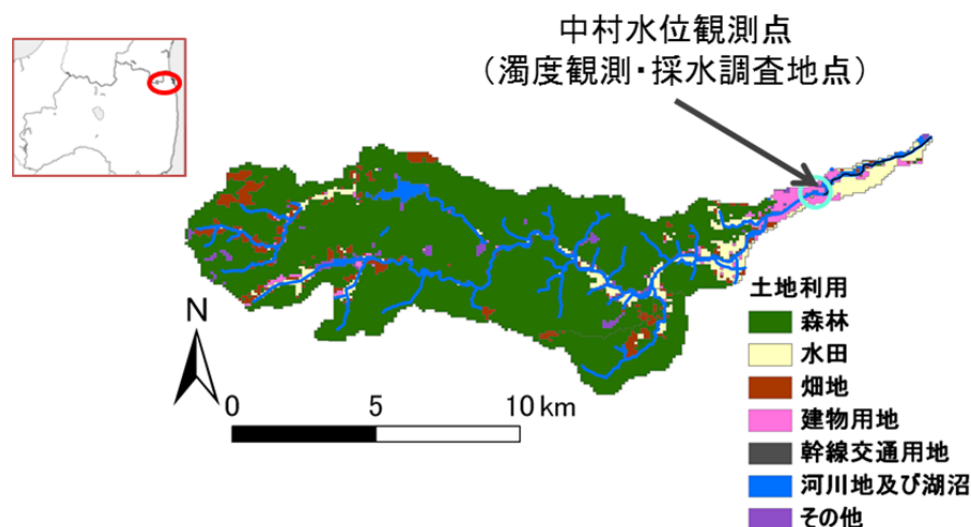 中村水位観測点
（濁度観測・採水調査地点）
N
0 5 10 km
土地利用
森林
水田
畑地
建物用地
幹線交通用地
河川地及び湖沼
その他